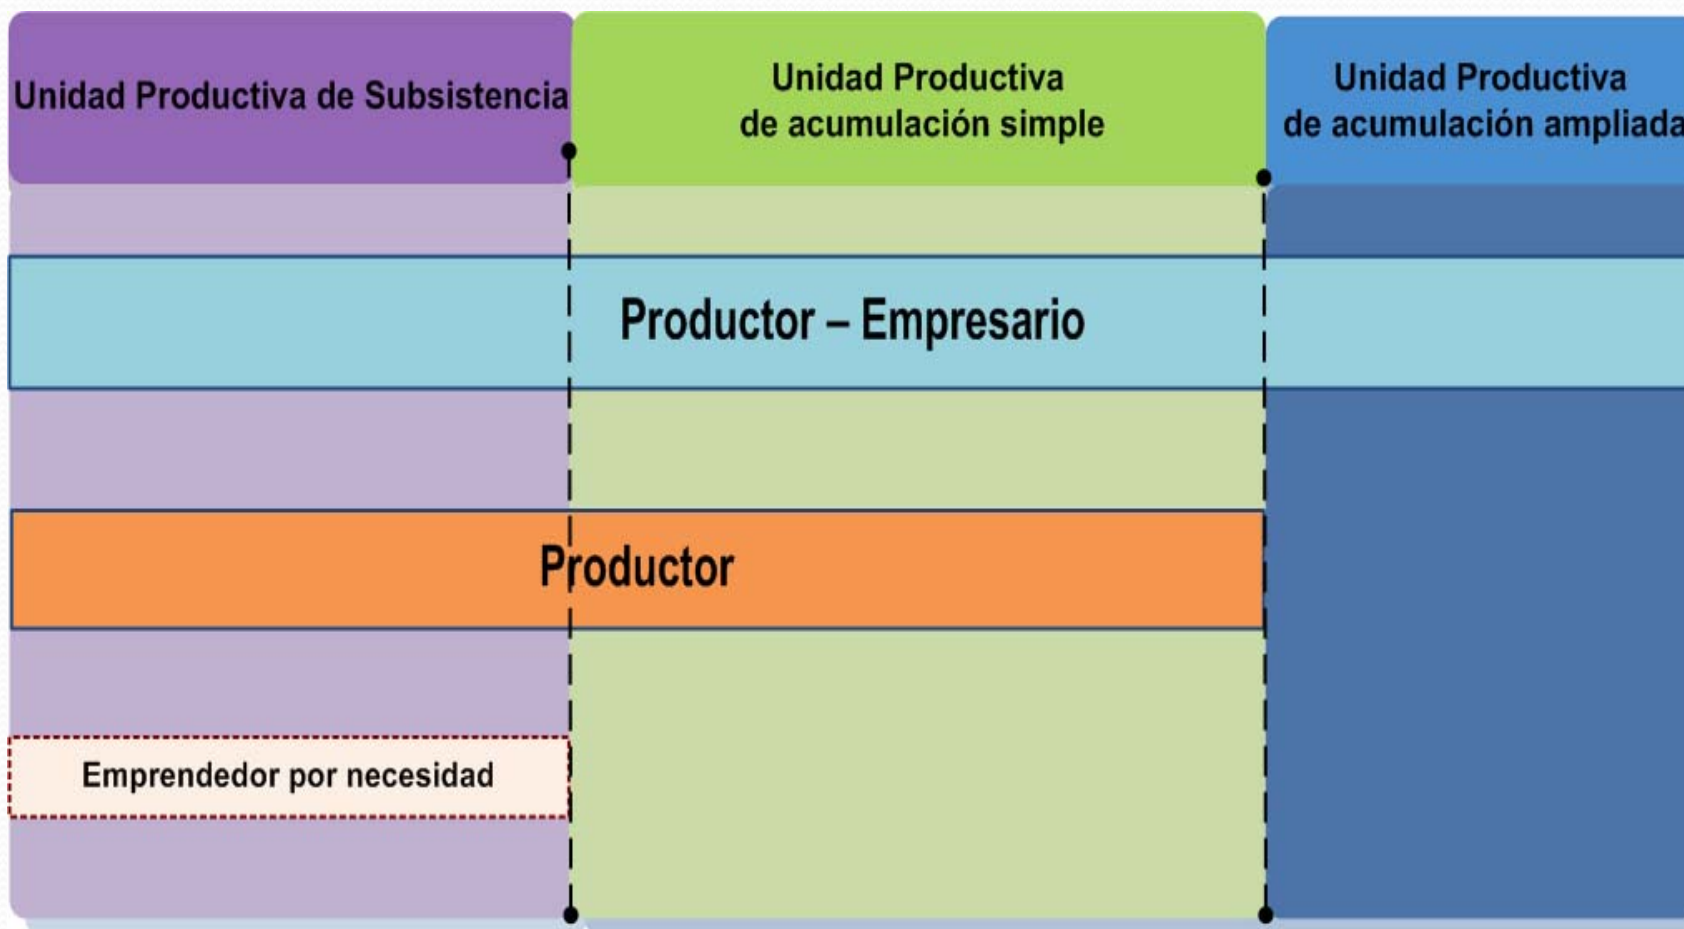 Unidad Productiva de Subsistencia
Unidad Productiva
de acumulación simple
Unidad Productiva
de acumulación ampliada
Productor – Empresario
Productor
Emprendedor por necesidad